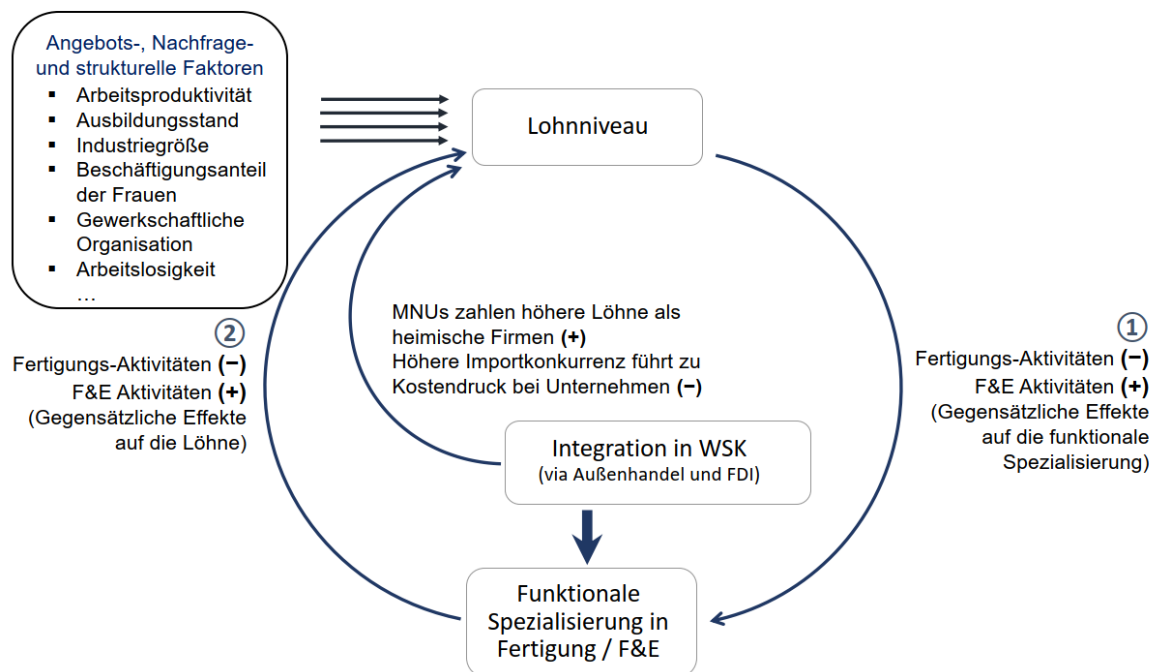 Angebots-, Nachfrage-
und strukturelle Faktoren
▪ Arbeitsproduktivität
▪ Ausbildungsstand
▪ Industriegröße
▪ Beschäftigungsanteil
der Frauen
▪ Gewerkschaftliche
Organisation
▪ Arbeitslosigkeit
…
Lohnniveau
②
Fertigungs-Aktivitäten (−)
F&E Aktivitäten (+)
(Gegensätzliche Effekte
auf die Löhne)
MNUs zahlen höhere Löhne als
heimische Firmen (+)
Höhere Importkonkurrenz führt zu
Kostendruck bei Unternehmen (−)
①
Fertigungs-Aktivitäten (−)
F&E Aktivitäten (+)
(Gegensätzliche Effekte
auf die funktionale
Spezialisierung)
Integration in WSK
(via Außenhandel und FDI)
Funktionale
Spezialisierung in
Fertigung / F&E